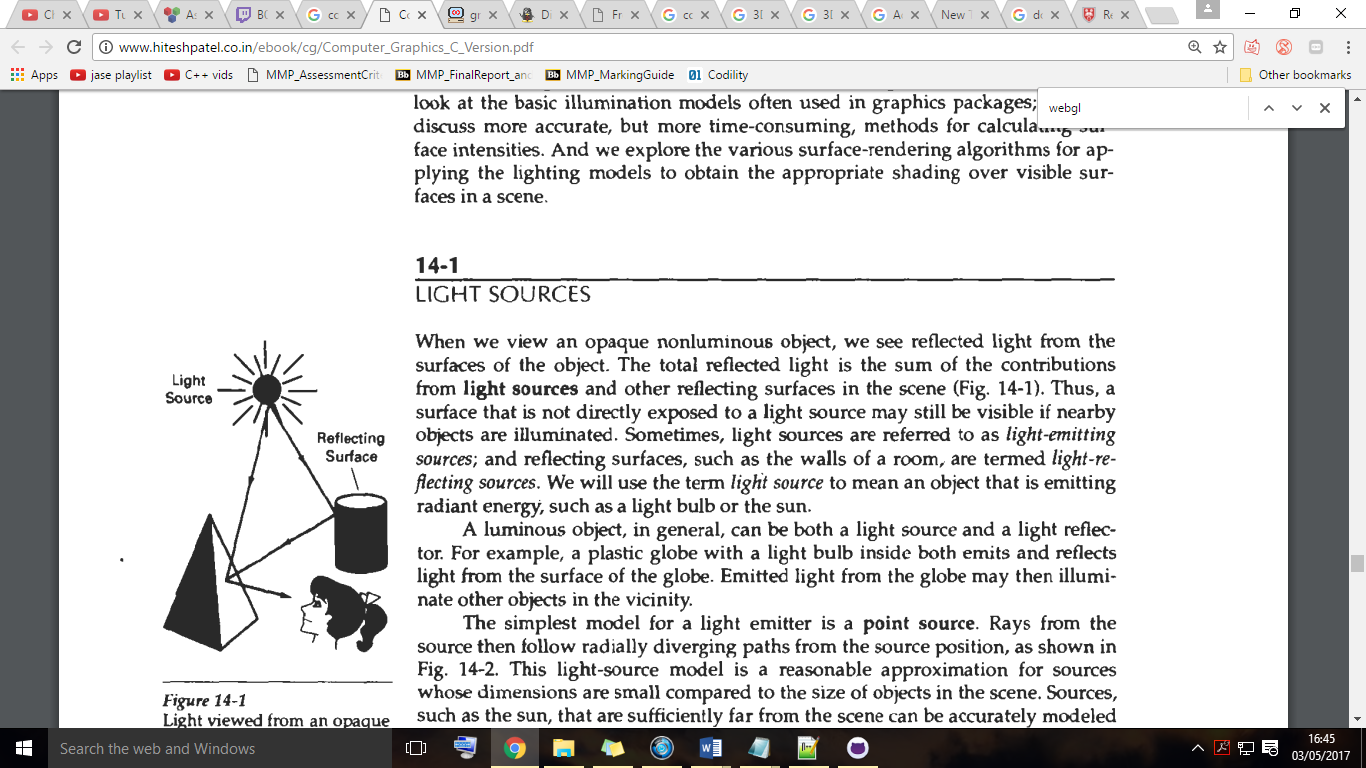 Cl
Tu
As
BO
cc
Co
gr
Di
Fr
cc
3D
3D
Ac
New T
de
Re
www.hiteshpatel.co.in/ebook/cg/Computer_Graphics_C_Version.pdf
Apps
jase playlist
C++ vids
MMP_AssessmentCrit
MMP_FinalReport_and
MMP_MarkingGuide
Codility
Other bookmarks
webgl
look at the basic illumination models often used in graphics packages;
discuss more accurate, but more time-consuming, methods for calculating sur-
face intensities. And we explore the various surface-rendering algorithms for ap-
plying the lighting models to obtain the appropriate shading over visible sur-
faces in a scene.
14-1
LIGHT SOURCES
When we view an opaque nonluminous object, we see reflected light from the
surfaces of the object. The total reflected light is the sum of the contributions
from light sources and other reflecting surfaces in the scene (Fig. 14-1). Thus, a
surface that is not directly exposed to a light source may still be visible if nearby
objects are illuminated. Sometimes, light sources are referred to as light-emitting
sources; and reflecting surfaces, such as the walls of a room, are termed light-re-
flecting sources. We will use the term light source to mean an object that is emitting
radiant energy, such as a light bulb or the sun.
A luminous object, in general, can be both a light source and a light reflec-
tor. For example, a plastic globe with a light bulb inside both emits and reflects
light from the surface of the globe. Emitted light from the globe may then illumi-
nate other objects in the vicinity.
The simplest model for a light emitter is a point source. Rays from the
source then follow radially diverging paths from the source position, as shown in
Fig. 14-2. This light-source model is a reasonable approximation for sources
whose dimensions are small compared to the size of objects in the scene. Sources,
such as the sun, that are sufficiently far from the scene can be accurately modeled
Light
Source
Reflecting
Surface
Figure 14-1
Light viewed from an opaque
Search the web and Windows
16:45
03/05/2017